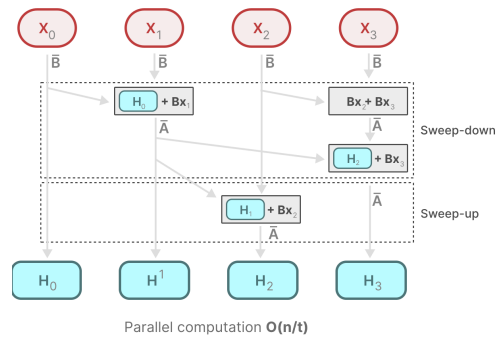 X₀ X₁ X₂ X₃
B̅ B̅ B̅ B̅
H₀ + Bx₁ Bx₂+ Bx₃
A̅ A̅
Sweep-down
H₂ + Bx₃
A̅
Sweep-up
H₁ + Bx₂
A̅
H₀ H¹ H₂ H₃
Parallel computation O(n/t)